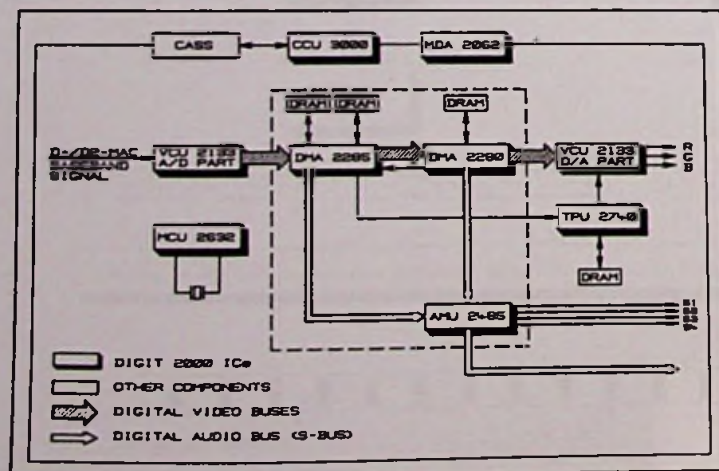 CASS
CCU 3000
MDA 2062
DRAM
DRAM
DRAM
D-/D2-MAC
BASEBAND
SIGNAL
VCU 2133
A/D PART
DMA 2285
DMA 2280
VCU 2133
D/A PART
R
G
B
MCU 2632
TPU 2740
DRAM
AMU 2485
DIGIT 2000 ICs
OTHER COMPONENTS
DIGITAL VIDEO BUSES
DIGITAL AUDIO BUS (S-BUS)